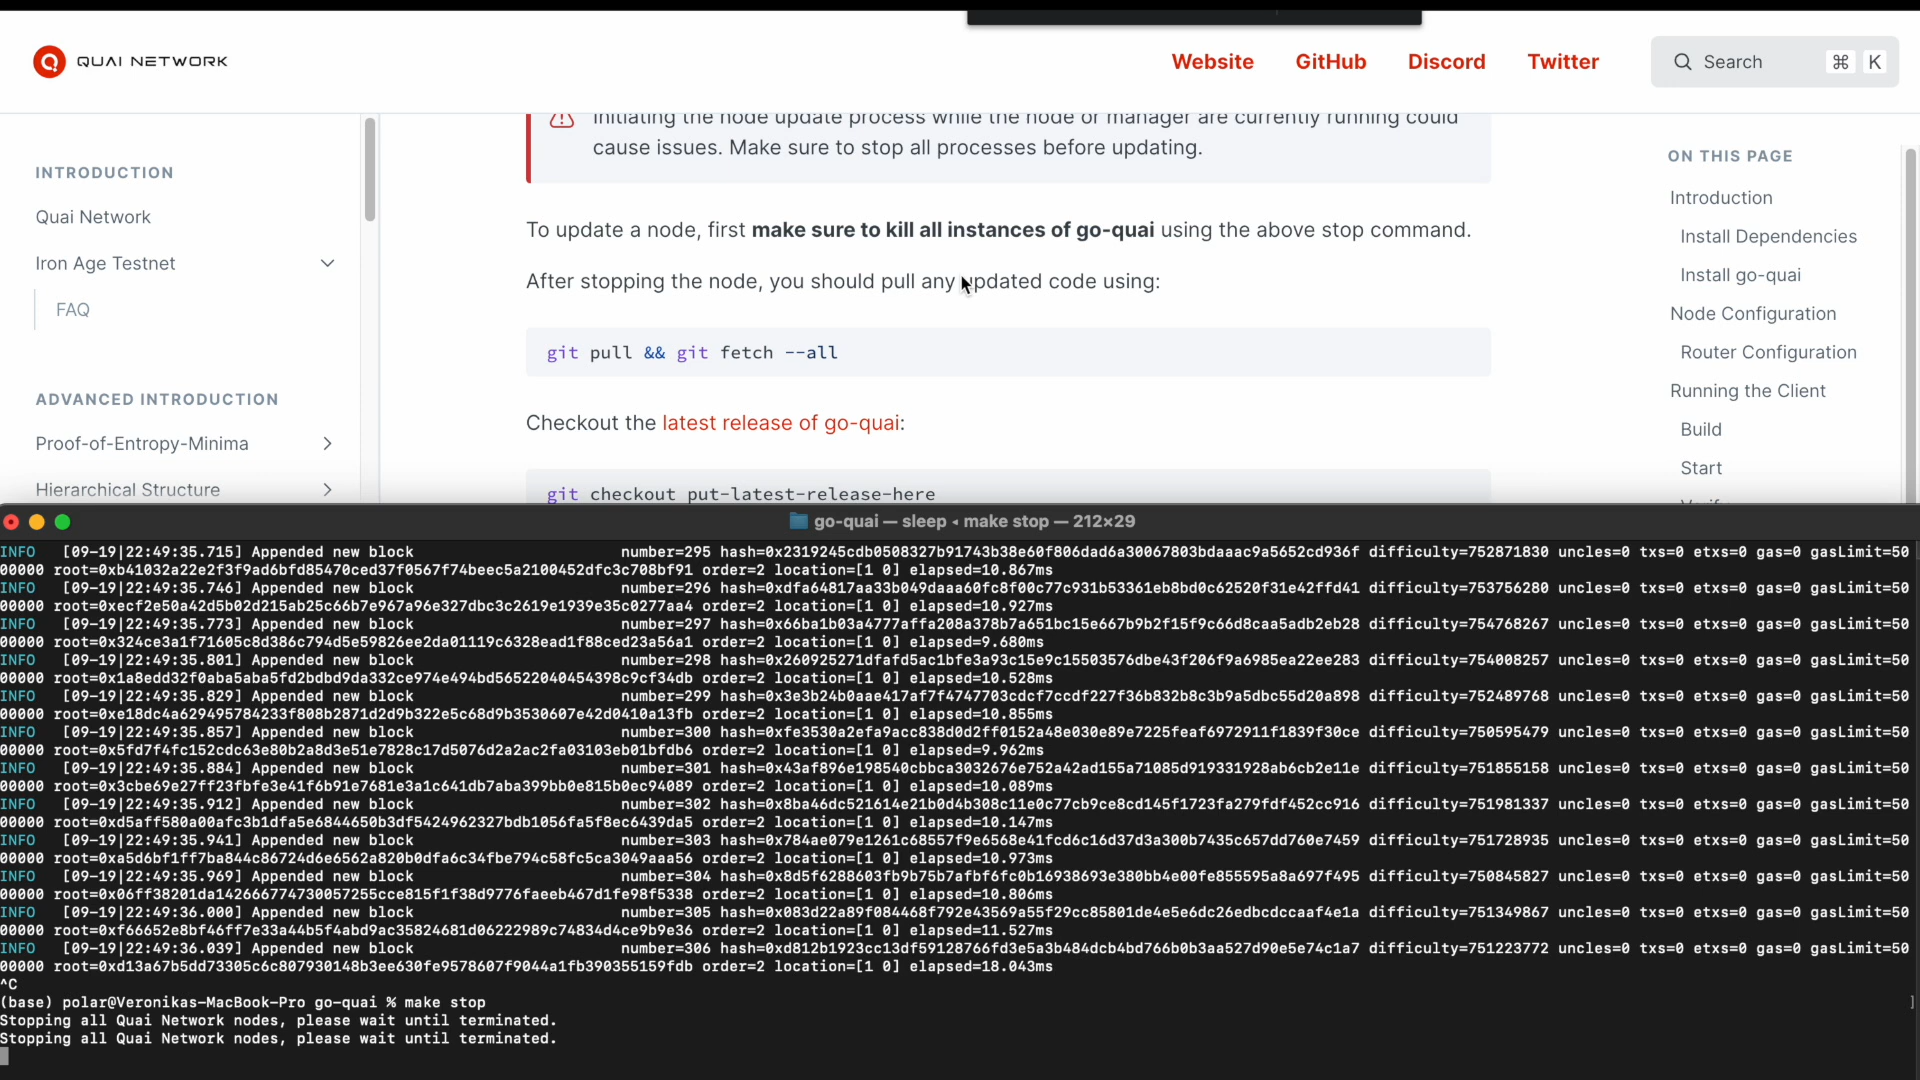 QUAI NETWORK
Website GitHub Discord Twitter
Search ⌘ K
INTRODUCTION
Quai Network
Iron Age Testnet
FAQ
ADVANCED INTRODUCTION
Proof-of-Entropy-Minima
Hierarchical Structure
Initiating the node update process while the node or manager are currently running could
cause issues. Make sure to stop all processes before updating.
To update a node, first make sure to kill all instances of go-quai using the above stop command.
After stopping the node, you should pull any updated code using:
git pull && git fetch --all
Checkout the latest release of go-quai:
git checkout put-latest-release-here
ON THIS PAGE
Introduction
Install Dependencies
Install go-quai
Node Configuration
Router Configuration
Running the Client
Build
Start
go-quai — sleep ◂ make stop — 212×29
INFO [09-19|22:49:35.715] Appended new block number=295 hash=0x2319245cdb0508327b91743b38e60f806dad6a30067803bdaaac9a5652cd936f difficulty=752871830 uncles=0 txs=0 etxs=0 gas=0 gasLimit=50
00000 root=0xb41032a22e2f3f9ad6bfd85470ced37f0567f74beec5a2100452dfc3c708bf91 order=2 location=[1 0] elapsed=10.867ms
INFO [09-19|22:49:35.746] Appended new block number=296 hash=0xdfa64817aa33b049daaa60fc8f00c77c931b53361eb8bd0c62520f31e42ffd41 difficulty=753756280 uncles=0 txs=0 etxs=0 gas=0 gasLimit=50
00000 root=0xecf2e50a42d5b02d215ab25c66b7e967a96e327dbc3c2619e1939e35c0277aa4 order=2 location=[1 0] elapsed=10.927ms
INFO [09-19|22:49:35.773] Appended new block number=297 hash=0x66ba1b03a4777affa208a378b7a651bc15e667b9b2f15f9c66d8caa5adb2eb28 difficulty=754768267 uncles=0 txs=0 etxs=0 gas=0 gasLimit=50
00000 root=0x324ce3a1f71605c8d386c794d5e59826ee2da01119c6328ead1f88ced23a56a1 order=2 location=[1 0] elapsed=9.680ms
INFO [09-19|22:49:35.801] Appended new block number=298 hash=0x260925271dfafd5ac1bfe3a93c15e9c15503576dbe43f206f9a6985ea22ee283 difficulty=754008257 uncles=0 txs=0 etxs=0 gas=0 gasLimit=50
00000 root=0x1a8edd32f0aba5aba5fd2bdbd9da332ce974e494bd56522040454398c9cf34db order=2 location=[1 0] elapsed=10.528ms
INFO [09-19|22:49:35.829] Appended new block number=299 hash=0x3e3b24b0aae417af7f4747703cdcf7ccdf227f36b832b8c3b9a5dbc55d20a898 difficulty=752489768 uncles=0 txs=0 etxs=0 gas=0 gasLimit=50
00000 root=0xe18dc4a629495784233f808b2871d2d9b322e5c68d9b3530607e42d0410a13fb order=2 location=[1 0] elapsed=10.855ms
INFO [09-19|22:49:35.857] Appended new block number=300 hash=0xfe3530a2efa9acc838d0d2ff0152a48e030e89e7225feaf6972911f1839f30ce difficulty=750595479 uncles=0 txs=0 etxs=0 gas=0 gasLimit=50
00000 root=0x5fd7f4fc152cdc63e80b2a8d3e51e7828c17d5076d2a2ac2fa03103eb01bfdb6 order=2 location=[1 0] elapsed=9.962ms
INFO [09-19|22:49:35.884] Appended new block number=301 hash=0x43af896e198540cbbca3032676e752a42ad155a71085d919331928ab6cb2e11e difficulty=751855158 uncles=0 txs=0 etxs=0 gas=0 gasLimit=50
00000 root=0x3cbe69e27ff23fbfe3e41f6b91e7681e3a1c641db7aba399bb0e815b0ec94089 order=2 location=[1 0] elapsed=10.089ms
INFO [09-19|22:49:35.912] Appended new block number=302 hash=0x8ba46dc521614e21b0d4b308c11e0c77cb9ce8cd145f1723fa279fdf452cc916 difficulty=751981337 uncles=0 txs=0 etxs=0 gas=0 gasLimit=50
00000 root=0xd5aff580a00afc3b1dfa5e6844650b3df5424962327bdb1056fa5f8ec6439da5 order=2 location=[1 0] elapsed=10.147ms
INFO [09-19|22:49:35.941] Appended new block number=303 hash=0x784ae079e1261c68557f9e6568e41fcd6c16d37d3a300b7435c657dd760e7459 difficulty=751728935 uncles=0 txs=0 etxs=0 gas=0 gasLimit=50
00000 root=0xa5d6bf1ff7ba844c86724d6e6562a820b0dfa6c34fbe794c58fc5ca3049aaa56 order=2 location=[1 0] elapsed=10.973ms
INFO [09-19|22:49:35.969] Appended new block number=304 hash=0x8d5f6288603fb9b75b7afbf6fc0b16938693e380bb4e00fe855595a8a697f495 difficulty=750845827 uncles=0 txs=0 etxs=0 gas=0 gasLimit=50
00000 root=0x06ff38201da142666774730057255cce815f1f38d9776faeeb467d1fe98f5338 order=2 location=[1 0] elapsed=10.806ms
INFO [09-19|22:49:36.000] Appended new block number=305 hash=0x083d22a89f084468f792e43569a55f29cc85801de4e5e6dc26edbcdccaaf4e1a difficulty=751349867 uncles=0 txs=0 etxs=0 gas=0 gasLimit=50
00000 root=0xf66652e8bf46ff7e33a44b5f4abd9ac35824681d06222989c74834d4ce9b9e36 order=2 location=[1 0] elapsed=11.527ms
INFO [09-19|22:49:36.039] Appended new block number=306 hash=0xd812b1923cc13df59128766fd3e5a3b484dcb4bd766b0b3aa527d90e5e74c1a7 difficulty=751223772 uncles=0 txs=0 etxs=0 gas=0 gasLimit=50
00000 root=0xd13a67b5dd73305c6c807930148b3ee630fe9578607f9044a1fb390355159fdb order=2 location=[1 0] elapsed=18.043ms
^C
(base) polar@Veronikas-MacBook-Pro go-quai % make stop
Stopping all Quai Network nodes, please wait until terminated.
Stopping all Quai Network nodes, please wait until terminated.